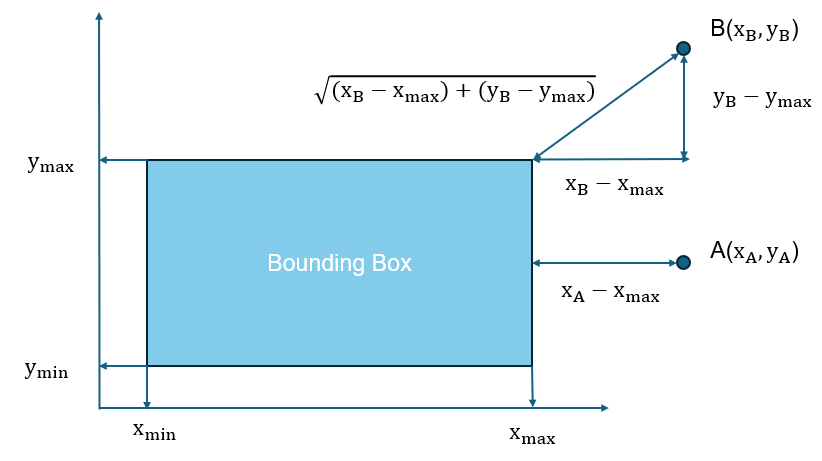 B(x_B, y_B)
√(x_B − x_max) + (y_B − y_max)
y_B − y_max
y_max
x_B − x_max
A(x_A, y_A)
Bounding Box
x_A − x_max
y_min
x_min
x_max